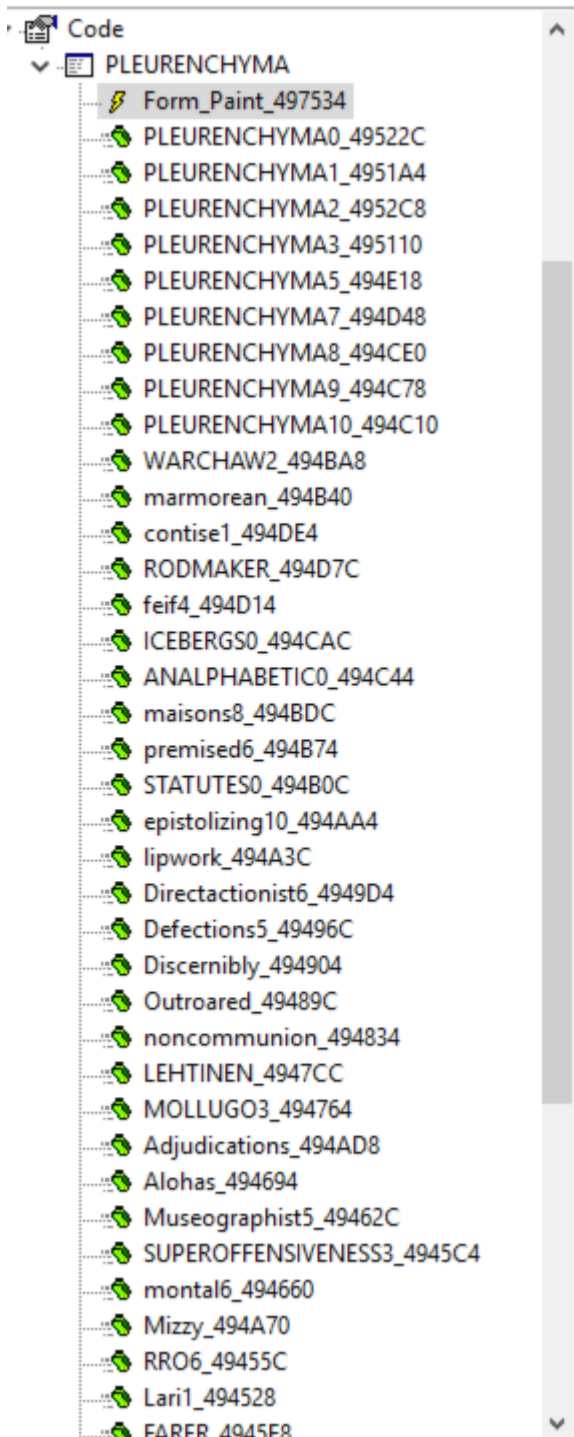 Code
PLEURENCHYMA
Form_Paint_497534
PLEURENCHYMA0_49522C
PLEURENCHYMA1_4951A4
PLEURENCHYMA2_4952C8
PLEURENCHYMA3_495110
PLEURENCHYMA5_494E18
PLEURENCHYMA7_494D48
PLEURENCHYMA8_494CE0
PLEURENCHYMA9_494C78
PLEURENCHYMA10_494C10
WARCHAW2_494BA8
marmorean_494B40
contise1_494DE4
RODMAKER_494D7C
feif4_494D14
ICEBERGS0_494CAC
ANALPHABETIC0_494C44
maisons8_494BDC
premised6_494B74
STATUTES0_494B0C
epistolizing10_494AA4
lipwork_494A3C
Directactionist6_4949D4
Defections5_49496C
Discernibly_494904
Outroared_49489C
noncommunion_494834
LEHTINEN_4947CC
MOLLUGO3_494764
Adjudications_494AD8
Alohas_494694
Museographist5_49462C
SUPEROFFENSIVENESS3_4945C4
montal6_494660
Mizzy_494A70
RRO6_49455C
Lari1_494528
FARER_4945F8